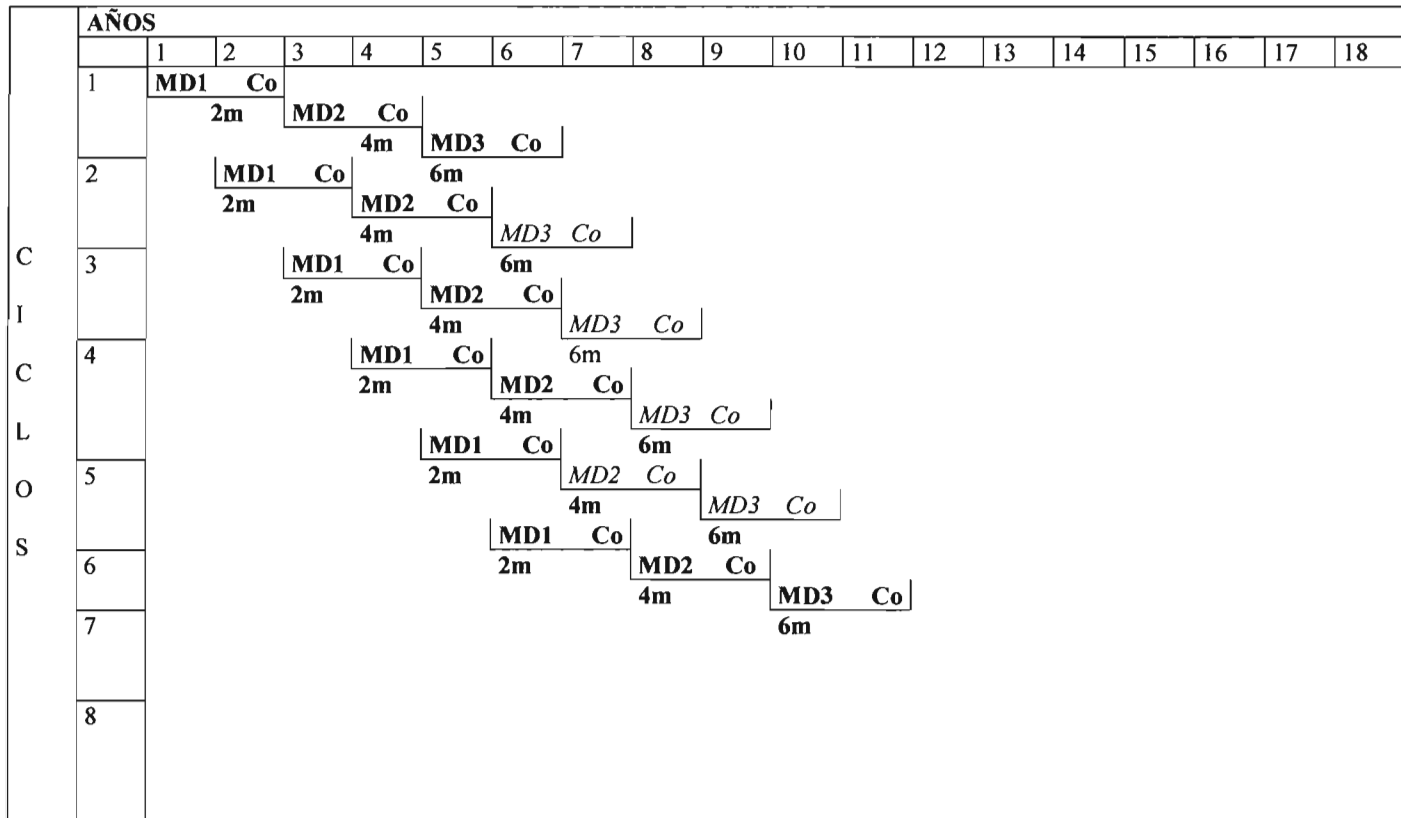 AÑOS
1 2 3 4 5 6 7 8 9 10 11 12 13 14 15 16 17 18
1 MD1 Co
2m MD2 Co
4m MD3 Co
2 MD1 Co 6m
2m MD2 Co
4m MD3 Co
C 3 MD1 Co 6m
2m MD2 Co
I 4m MD3 Co
4 MD1 Co 6m
C 2m MD2 Co
4m MD3 Co
L MD1 Co 6m
5 2m MD2 Co
O 4m MD3 Co
S MD1 Co 6m
6 2m MD2 Co
4m MD3 Co
7 6m
8